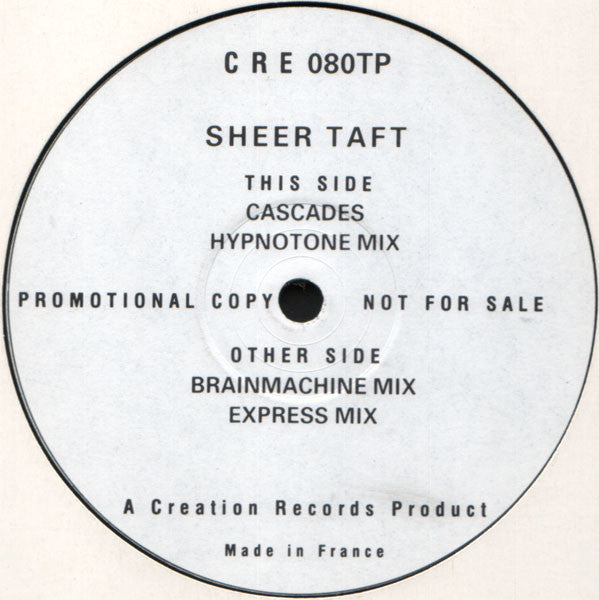 C R E 080TP
SHEER TAFT
THIS SIDE
CASCADES
HYPNOTONE MIX
PROMOTIONAL COPY NOT FOR SALE
OTHER SIDE
BRAINMACHINE MIX
EXPRESS MIX
A Creation Records Product
Made in France